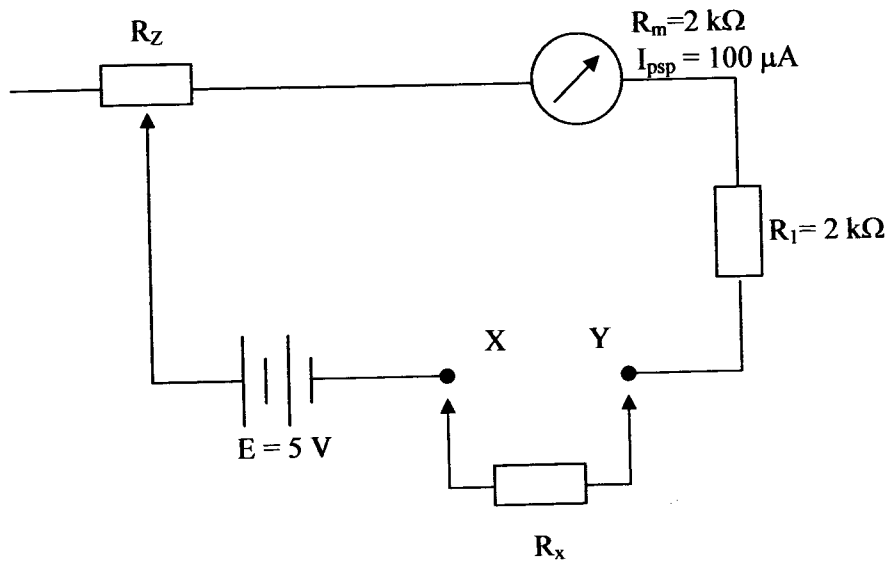 R_Z
R_m=2 kΩ
I_psp = 100 μA
R_1= 2 kΩ
X
Y
E = 5 V
R_x